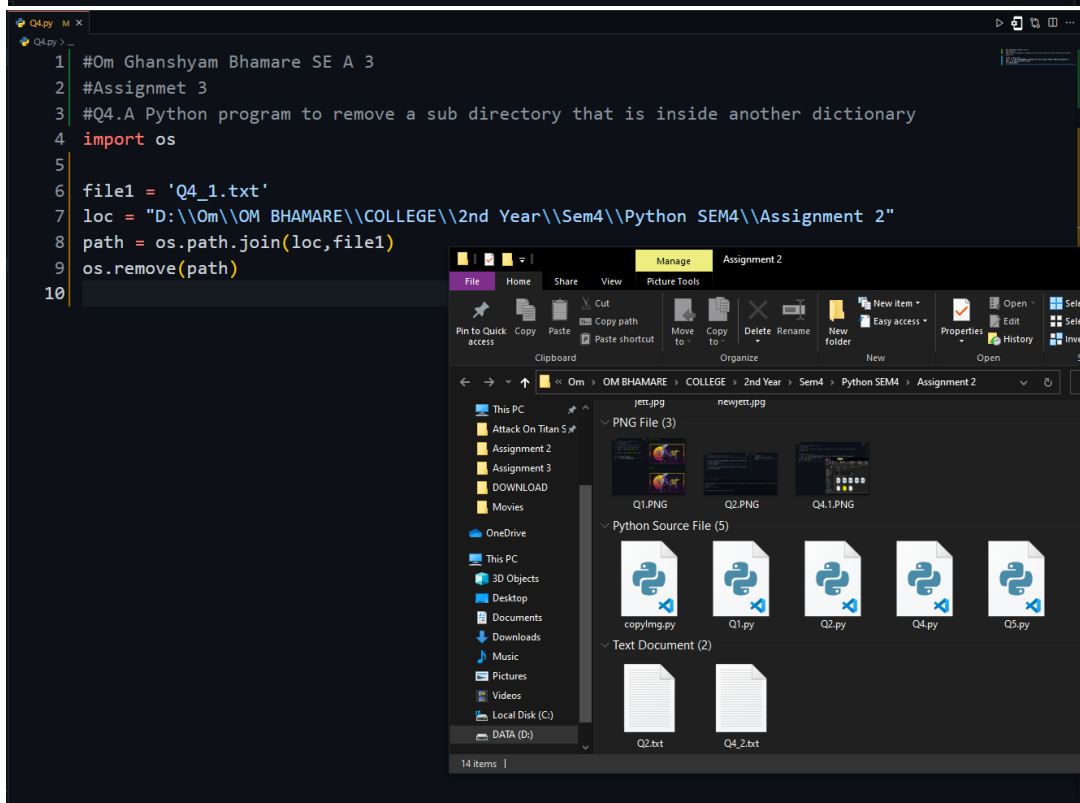 Q4.py M ×
Q4.py > ...
1 #Om Ghanshyam Bhamare SE A 3
2 #Assignmet 3
3 #Q4.A Python program to remove a sub directory that is inside another dictionary
4 import os
5
6 file1 = 'Q4_1.txt'
7 loc = "D:\\Om\\OM BHAMARE\\COLLEGE\\2nd Year\\Sem4\\Python SEM4\\Assignment 2"
8 path = os.path.join(loc,file1)
9 os.remove(path)
10
Manage Assignment 2
File Home Share View Picture Tools
Pin to Quick access
Copy
Paste
Cut
Copy path
Paste shortcut
Move to
Copy to
Delete
Rename
New folder
New item
Easy access
Properties
Open
Edit
History
Clipboard Organize New Open
« Om > OM BHAMARE > COLLEGE > 2nd Year > Sem4 > Python SEM4 > Assignment 2
This PC
Attack On Titan S
Assignment 2
Assignment 3
DOWNLOAD
Movies
OneDrive
This PC
3D Objects
Desktop
Documents
Downloads
Music
Pictures
Videos
Local Disk (C:)
DATA (D:)
jett.jpg newjett.jpg
PNG File (3)
Q1.PNG Q2.PNG Q4.1.PNG
Python Source File (5)
copyImg.py Q1.py Q2.py Q4.py Q5.py
Text Document (2)
Q2.txt Q4_2.txt
14 items